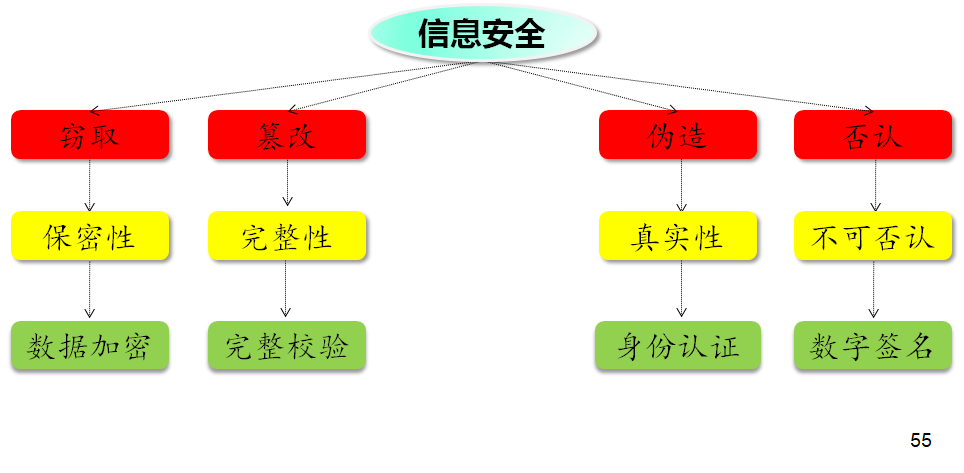 信息安全
窃取
篡改
伪造
否认
保密性
完整性
真实性
不可否认
数据加密
完整校验
身份认证
数字签名
55